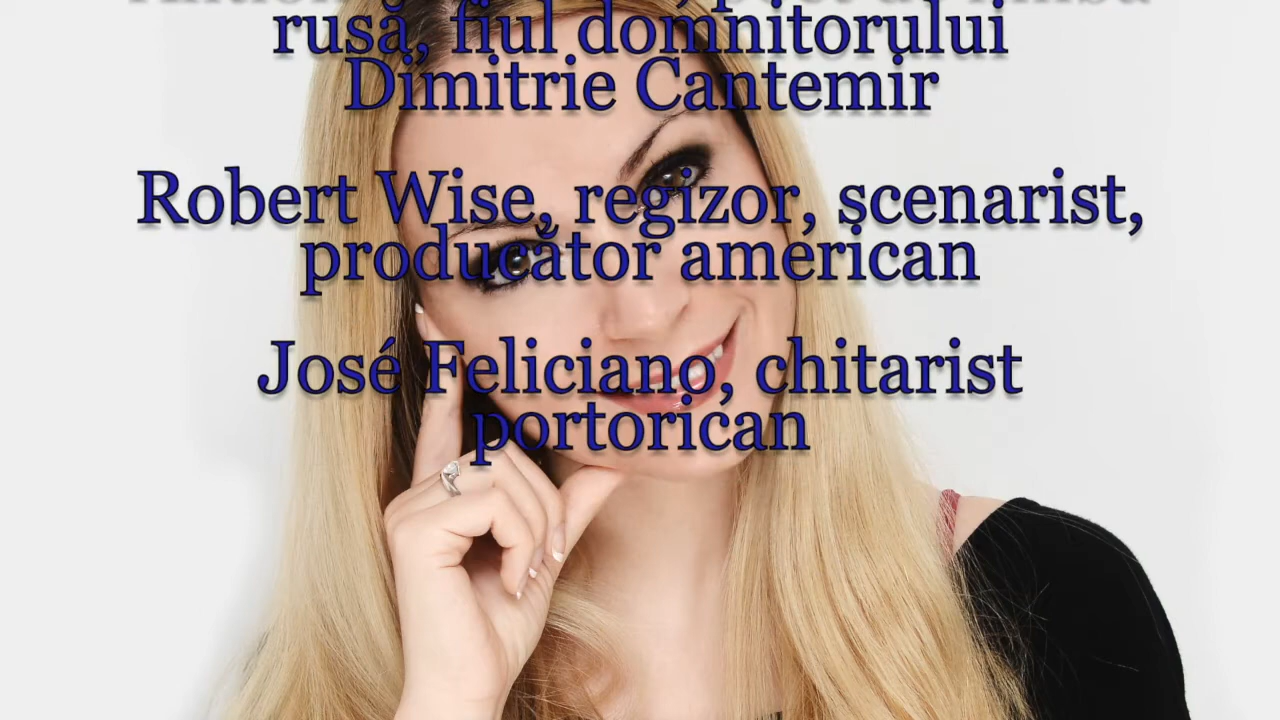 rusă, fiul domnitorului
Dimitrie Cantemir
Robert Wise, regizor, scenarist,
producător american
José Feliciano, chitarist
portorican